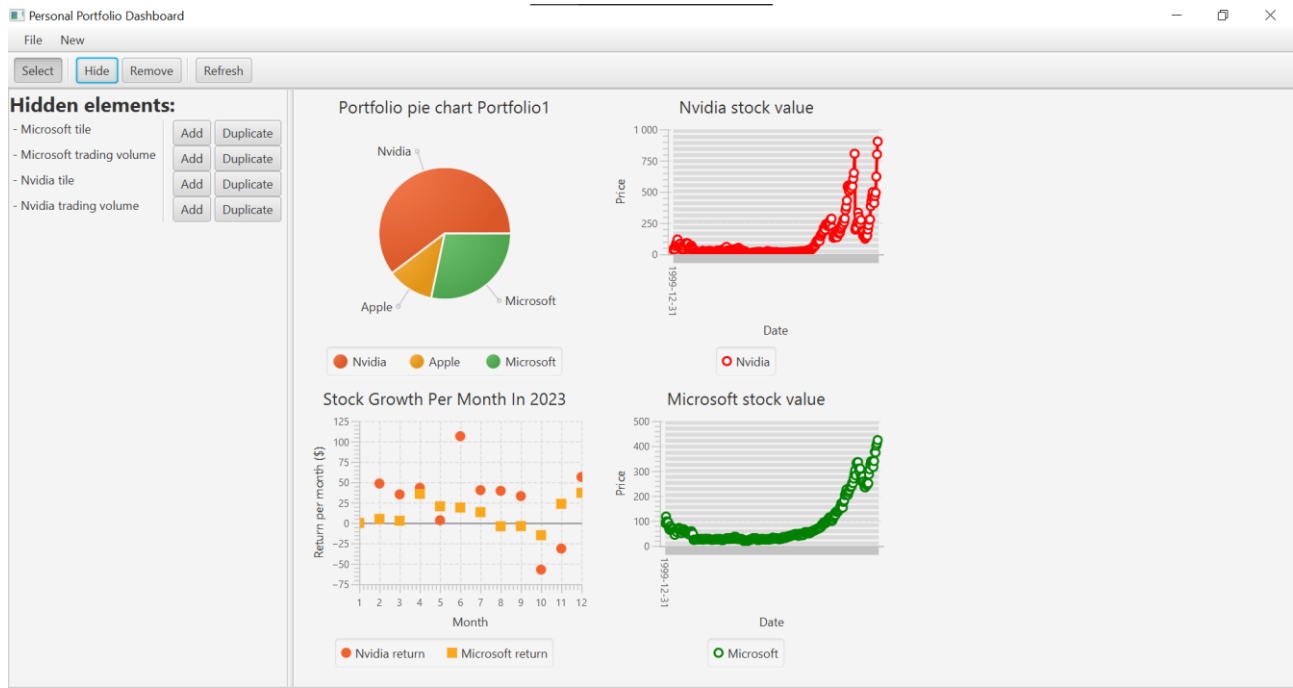 Personal Portfolio Dashboard
File New
Select Hide Remove Refresh
Hidden elements:
- Microsoft tile Add Duplicate
- Microsoft trading volume Add Duplicate
- Nvidia tile Add Duplicate
- Nvidia trading volume Add Duplicate
Portfolio pie chart Portfolio1
Nvidia
Apple
Microsoft
Nvidia Apple Microsoft
Nvidia stock value
1 000
750
500
250
0
Price
1999-12-31
Date
Nvidia
Stock Growth Per Month In 2023
125
100
75
50
25
0
−25
−50
−75
Return per month ($)
1 2 3 4 5 6 7 8 9 10 11 12
Month
Nvidia return Microsoft return
Microsoft stock value
500
400
300
200
100
0
Price
1999-12-31
Date
Microsoft